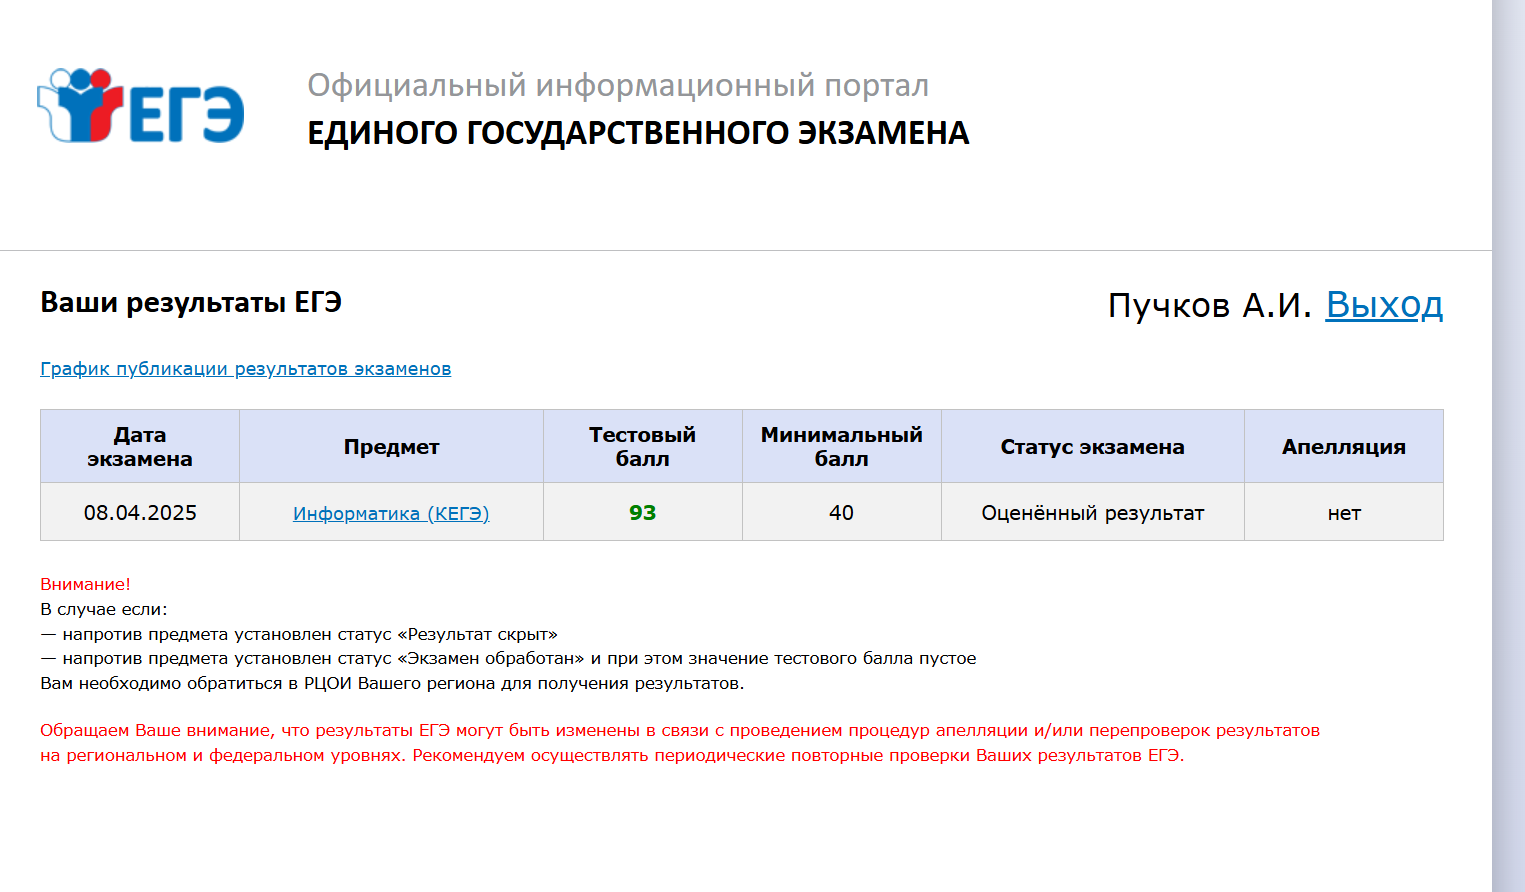 ЕГЭ
Официальный информационный портал
ЕДИНОГО ГОСУДАРСТВЕННОГО ЭКЗАМЕНА
Ваши результаты ЕГЭ
Пучков А.И. Выход
График публикации результатов экзаменов
Дата экзамена Предмет Тестовый балл Минимальный балл Статус экзамена Апелляция
08.04.2025 Информатика (КЕГЭ) 93 40 Оценённый результат нет
Внимание!
В случае если:
— напротив предмета установлен статус «Результат скрыт»
— напротив предмета установлен статус «Экзамен обработан» и при этом значение тестового балла пустое
Вам необходимо обратиться в РЦОИ Вашего региона для получения результатов.
Обращаем Ваше внимание, что результаты ЕГЭ могут быть изменены в связи с проведением процедур апелляции и/или перепроверок результатов
на региональном и федеральном уровнях. Рекомендуем осуществлять периодические повторные проверки Ваших результатов ЕГЭ.